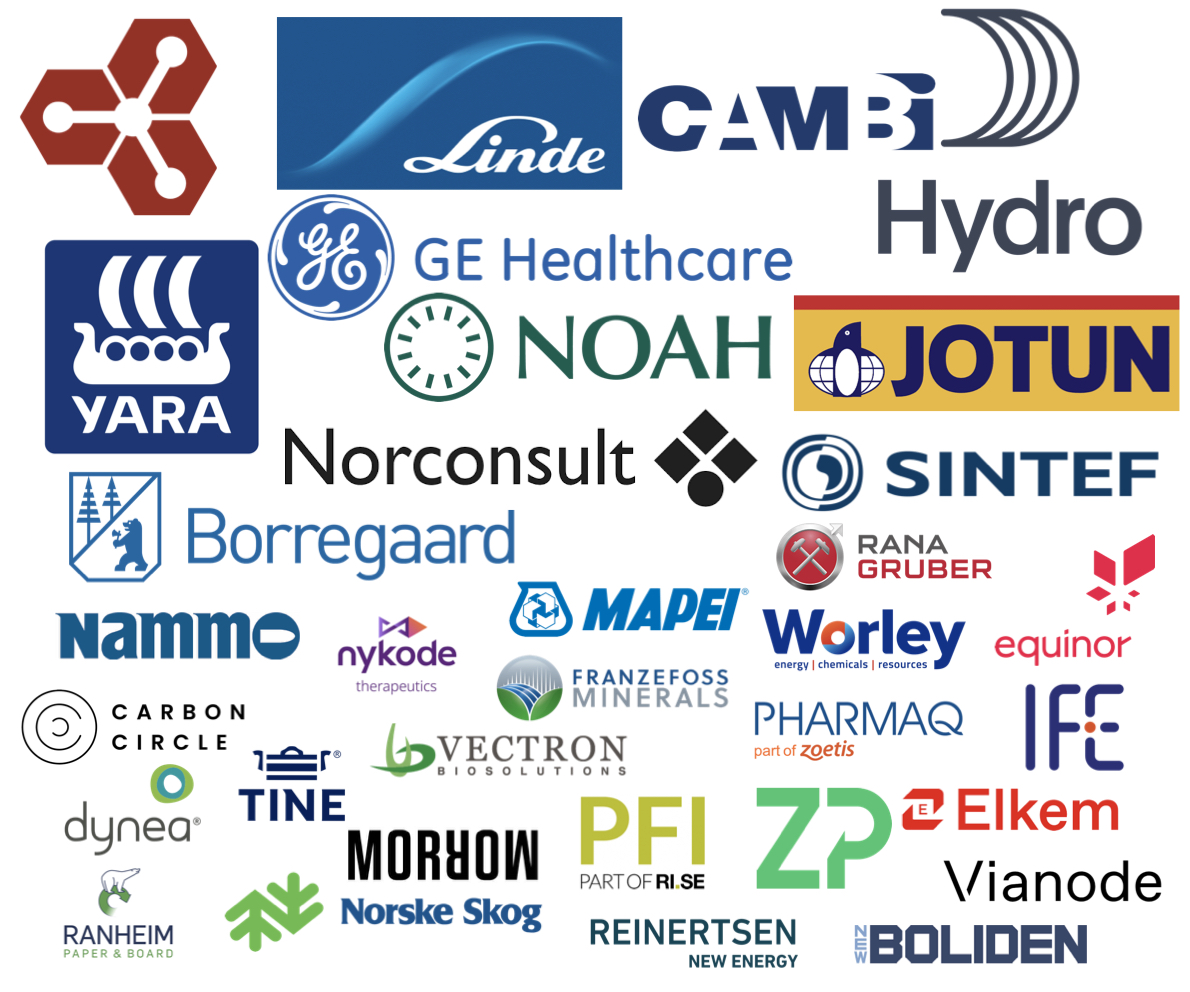 Linde
CAMBi
Hydro
GE
GE Healthcare
YARA
NOAH
JOTUN
Norconsult
SINTEF
Borregaard
RANA
GRUBER
MAPEI®
equinor
NAMMO
nykode
therapeutics
Worley
energy | chemicals | resources
FRANZEFOSS
MINERALS
CARBON
CIRCLE
VECTRON
BIOSOLUTIONS
PHARMAQ
part of zoetis
IFE
TINE®
dynea®
MORROW
PFI
PART OF RI.SE
ZP
E
Elkem
Vianode
RANHEIM
PAPER & BOARD
Norske Skog
REINERTSEN
NEW ENERGY
NEW
BOLIDEN